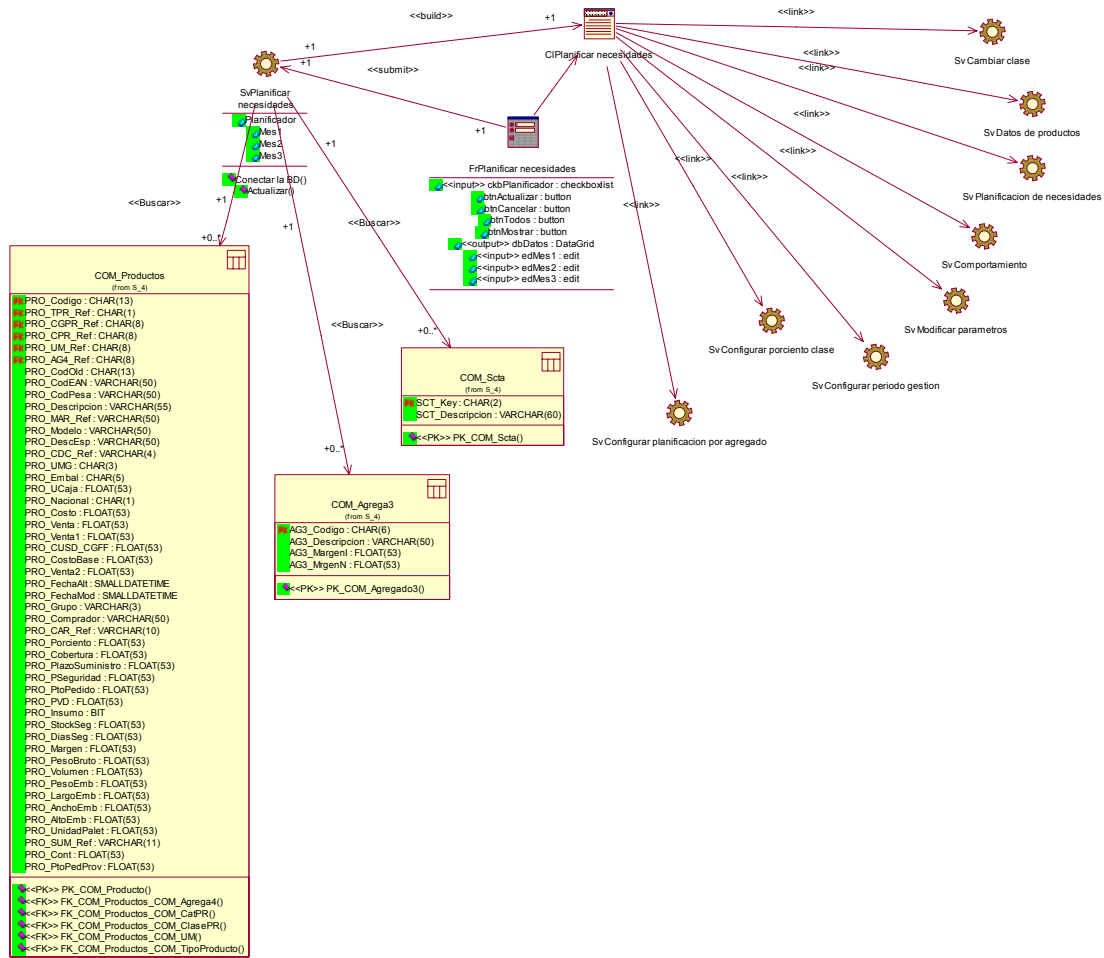 <<build>>
+1
+1
+1
<<submit>>
+1
SvPlanificar
necesidades
Planificador
Mes1
Mes2
Mes3
Conectar la BD()
Actualizar()
ClPlanificar necesidades
FrPlanificar necesidades
<<input>> ckbPlanificador : checkboxlist
btnActualizar : button
btnCancelar : button
btnTodos : button
btnMostrar : button
<<output>> dbDatos : DataGrid
<<input>> edMes1 : edit
<<input>> edMes2 : edit
<<input>> edMes3 : edit
<<link>>
Sv Cambiar clase
<<link>>
Sv Datos de productos
<<link>>
Sv Planificacion de necesidades
<<link>>
Sv Comportamiento
<<link>>
Sv Modificar parametros
<<link>>
Sv Configurar periodo gestion
<<link>>
Sv Configurar porciento clase
<<link>>
Sv Configurar planificacion por agregado
<<Buscar>>
+1
+0..*
<<Buscar>>
+1
+0..*
<<Buscar>>
+1
+0..*
COM_Productos
(from S_4)
PK PRO_Codigo : CHAR(13)
FK PRO_TPR_Ref : CHAR(1)
FK PRO_CGPR_Ref : CHAR(8)
FK PRO_CPR_Ref : CHAR(8)
FK PRO_UM_Ref : CHAR(8)
FK PRO_AG4_Ref : CHAR(8)
PRO_CodOld : CHAR(13)
PRO_CodEAN : VARCHAR(50)
PRO_CodPesa : VARCHAR(50)
PRO_Descripcion : VARCHAR(55)
PRO_MAR_Ref : VARCHAR(50)
PRO_Modelo : VARCHAR(50)
PRO_DescEsp : VARCHAR(50)
PRO_CDC_Ref : VARCHAR(4)
PRO_UMG : CHAR(3)
PRO_Embal : CHAR(5)
PRO_UCaja : FLOAT(53)
PRO_Nacional : CHAR(1)
PRO_Costo : FLOAT(53)
PRO_Venta : FLOAT(53)
PRO_Venta1 : FLOAT(53)
PRO_CUSD_CGFF : FLOAT(53)
PRO_CostoBase : FLOAT(53)
PRO_Venta2 : FLOAT(53)
PRO_FechaAlt : SMALLDATETIME
PRO_FechaMod : SMALLDATETIME
PRO_Grupo : VARCHAR(3)
PRO_Comprador : VARCHAR(50)
PRO_CAR_Ref : VARCHAR(10)
PRO_Porciento : FLOAT(53)
PRO_Cobertura : FLOAT(53)
PRO_PlazoSuministro : FLOAT(53)
PRO_PSeguridad : FLOAT(53)
PRO_PtoPedido : FLOAT(53)
PRO_PVD : FLOAT(53)
PRO_Insumo : BIT
PRO_StockSeg : FLOAT(53)
PRO_DiasSeg : FLOAT(53)
PRO_Margen : FLOAT(53)
PRO_PesoBruto : FLOAT(53)
PRO_Volumen : FLOAT(53)
PRO_PesoEmb : FLOAT(53)
PRO_LargoEmb : FLOAT(53)
PRO_AnchoEmb : FLOAT(53)
PRO_AltoEmb : FLOAT(53)
PRO_UnidadPalet : FLOAT(53)
PRO_SUM_Ref : VARCHAR(11)
PRO_Cont : FLOAT(53)
PRO_PtoPedProv : FLOAT(53)
<<PK>> PK_COM_Producto()
<<FK>> FK_COM_Productos_COM_Agrega4()
<<FK>> FK_COM_Productos_COM_CatPR()
<<FK>> FK_COM_Productos_COM_ClasePR()
<<FK>> FK_COM_Productos_COM_UM()
<<FK>> FK_COM_Productos_COM_TipoProducto()
COM_Scta
(from S_4)
PK SCT_Key : CHAR(2)
SCT_Descripcion : VARCHAR(60)
<<PK>> PK_COM_Scta()
COM_Agrega3
(from S_4)
PK AG3_Codigo : CHAR(6)
AG3_Descripcion : VARCHAR(50)
AG3_MargenI : FLOAT(53)
AG3_MrgenN : FLOAT(53)
<<PK>> PK_COM_Agregado3()